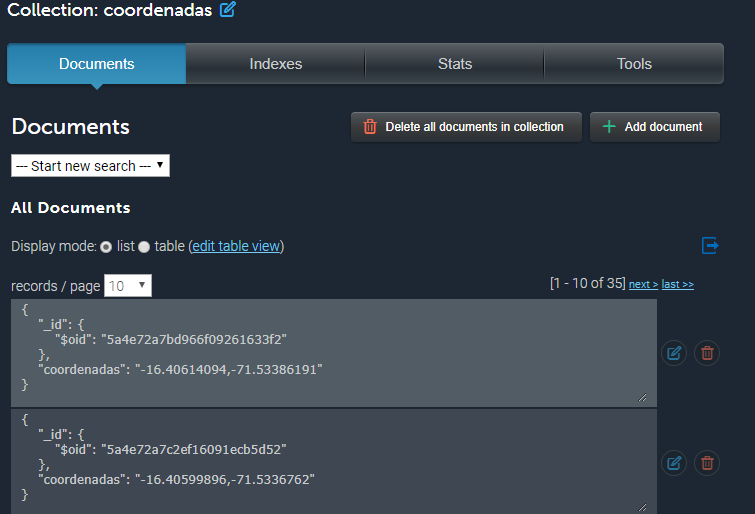 Collection: coordenadas
Documents Indexes Stats Tools
Documents
Delete all documents in collection
Add document
--- Start new search ---
All Documents
Display mode: list table (edit table view)
records / page 10
[1 - 10 of 35] next > last >>
{
"_id": {
"$oid": "5a4e72a7bd966f09261633f2"
},
"coordenadas": "-16.40614094,-71.53386191"
}
{
"_id": {
"$oid": "5a4e72a7c2ef16091ecb5d52"
},
"coordenadas": "-16.40599896,-71.5336762"
}